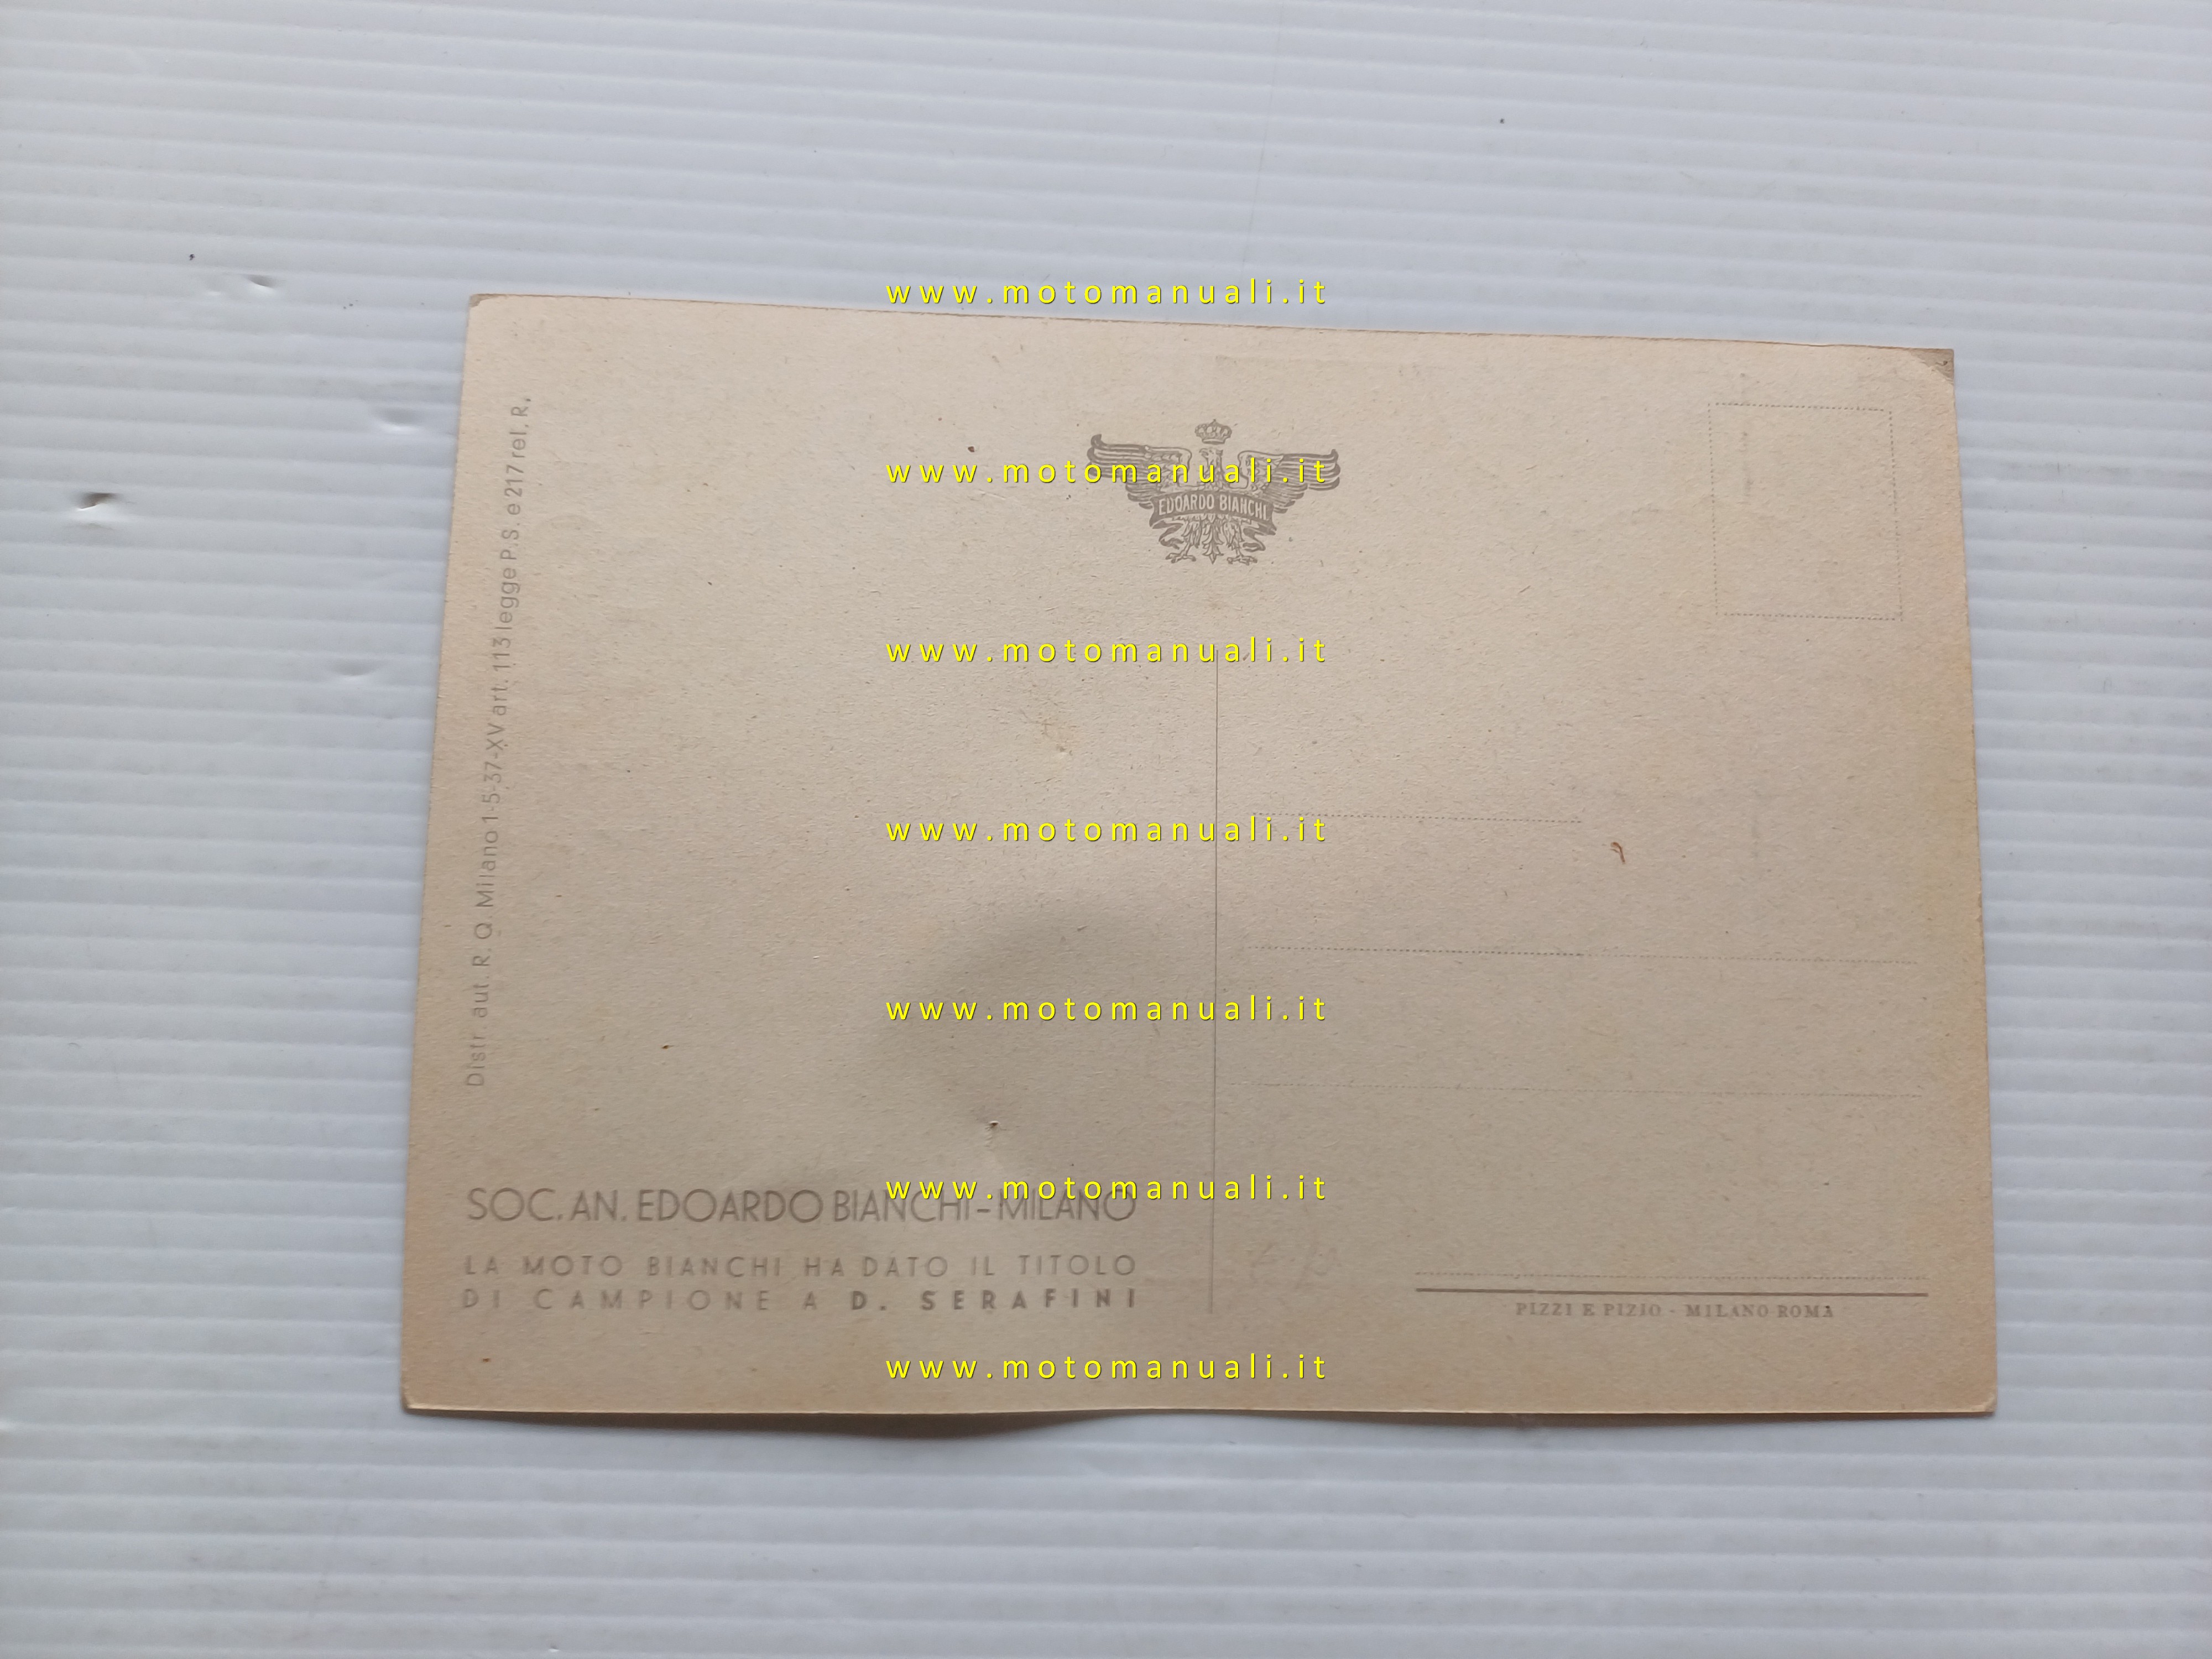 www.motomanuali.it
www.motomanuali.it
EDOARDO BIANCHI
www.motomanuali.it
www.motomanuali.it
www.motomanuali.it
www.motomanuali.it
www.motomanuali.it
Distr. aut. R. Q. Milano 1-5-37-XV art. 113 legge P.S. e 217 rel. R.
SOC. AN. EDOARDO BIANCHI - MILANO
LA MOTO BIANCHI HA DATO IL TITOLO
DI CAMPIONE A D. SERAFINI
PIZZI E PIZIO - MILANO ROMA